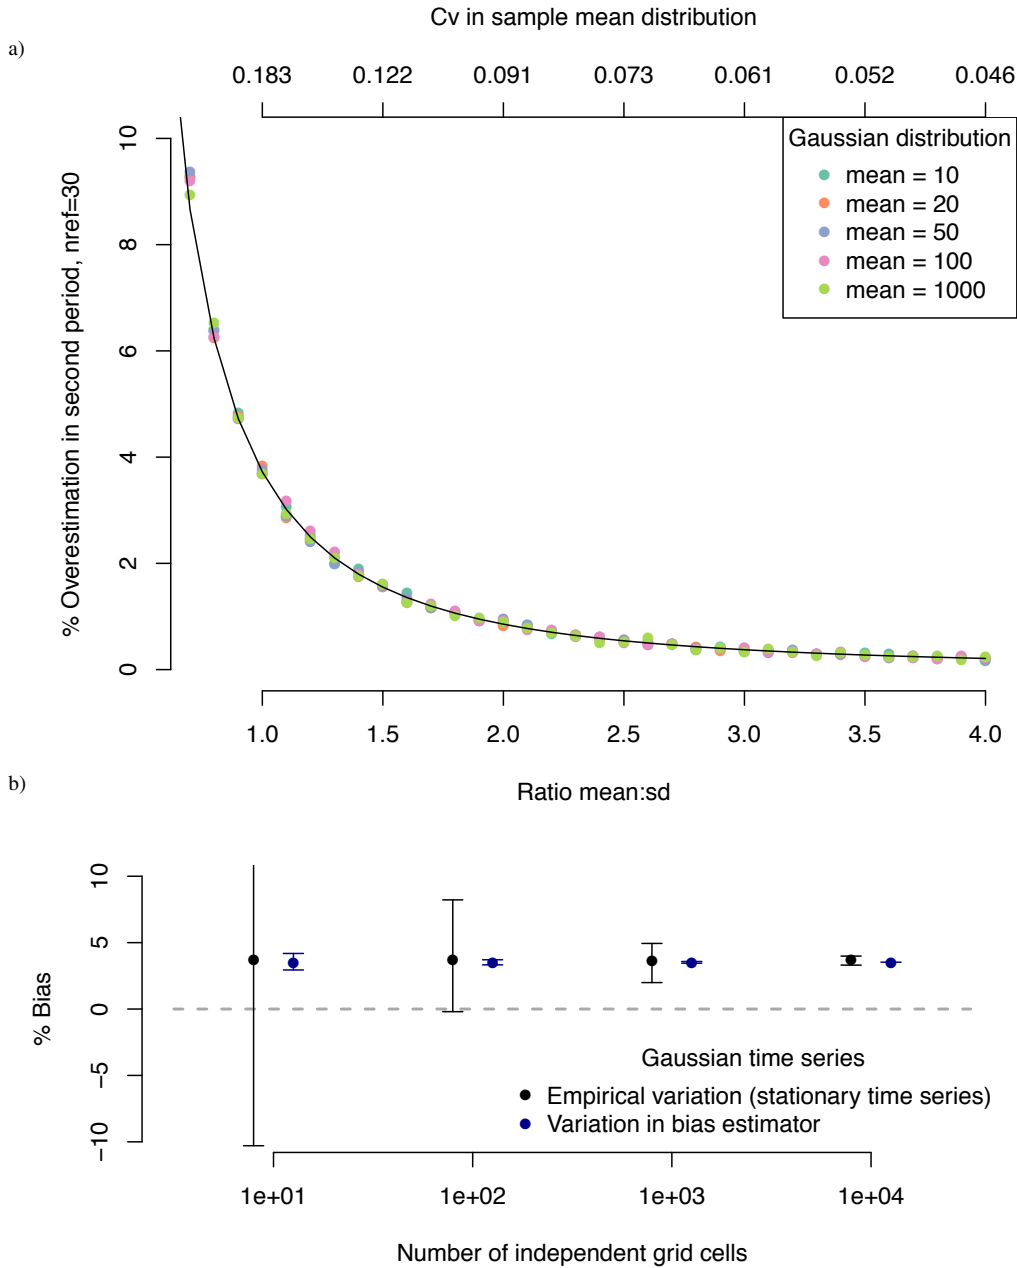 Cv in sample mean distribution
a)
0.183 0.122 0.091 0.073 0.061 0.052 0.046
% Overestimation in second period, nref=30
10
8
6
4
2
0
Gaussian distribution
mean = 10
mean = 20
mean = 50
mean = 100
mean = 1000
1.0 1.5 2.0 2.5 3.0 3.5 4.0
Ratio mean:sd
b)
% Bias
10
5
0
−5
−10
Gaussian time series
Empirical variation (stationary time series)
Variation in bias estimator
1e+01 1e+02 1e+03 1e+04
Number of independent grid cells